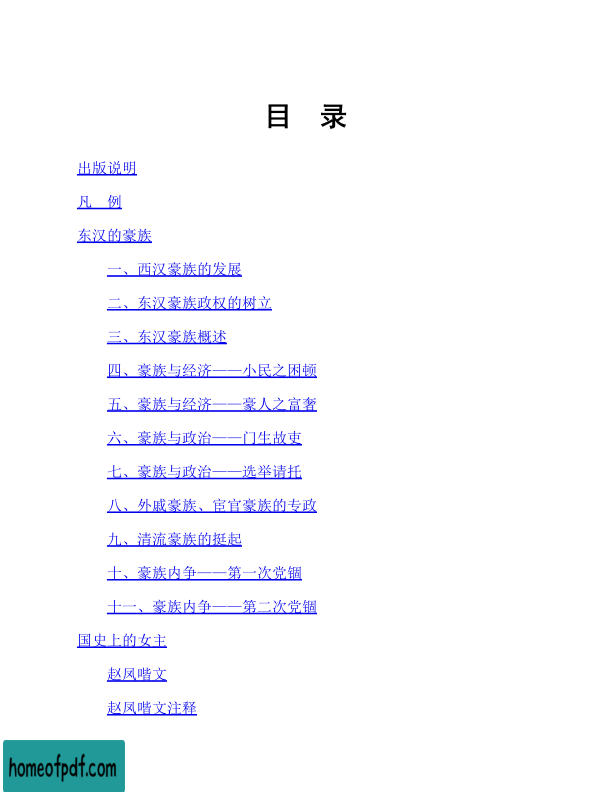 目　录
出版说明
凡　例
东汉的豪族
一、西汉豪族的发展
二、东汉豪族政权的树立
三、东汉豪族概述
四、豪族与经济——小民之困顿
五、豪族与经济——豪人之富奢
六、豪族与政治——门生故吏
七、豪族与政治——选举请托
八、外戚豪族、宦官豪族的专政
九、清流豪族的挺起
十、豪族内争——第一次党锢
十一、豪族内争——第二次党锢
国史上的女主
赵凤喈文
赵凤喈文注释
homeofpdf.com